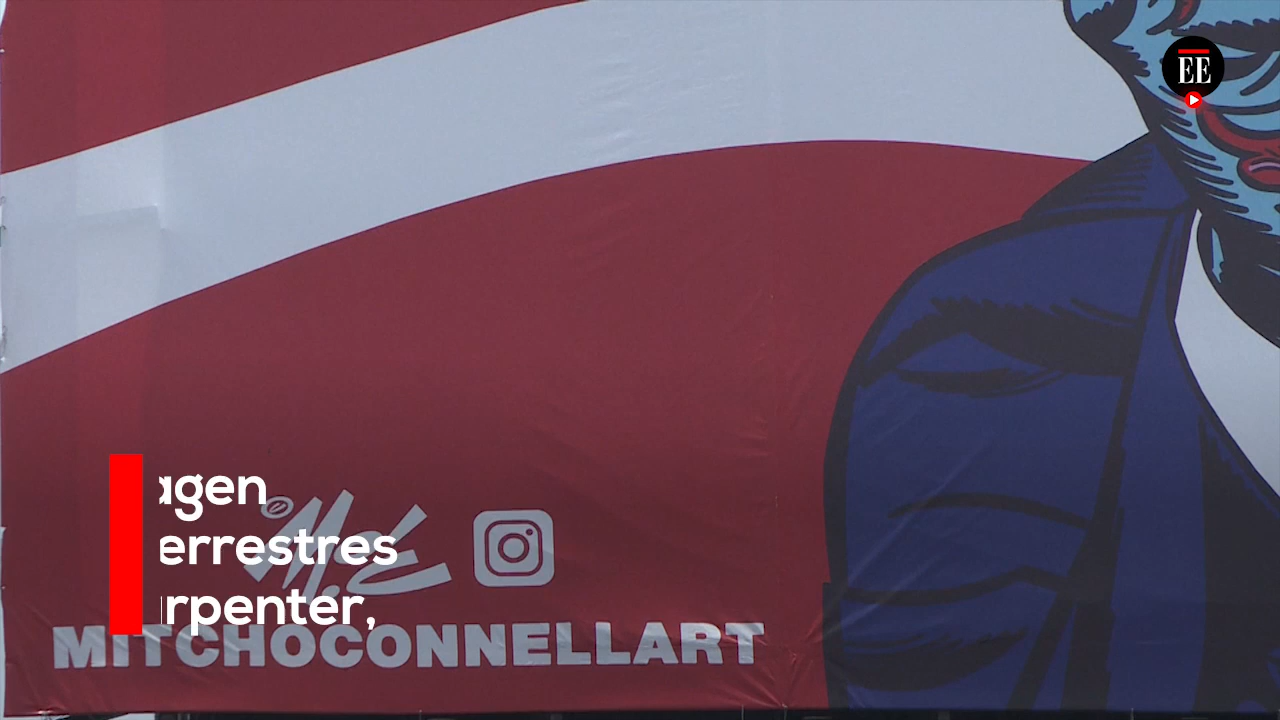 EE
agen
errestres
rpenter,
M.O'C
MITCHOCONNELLART